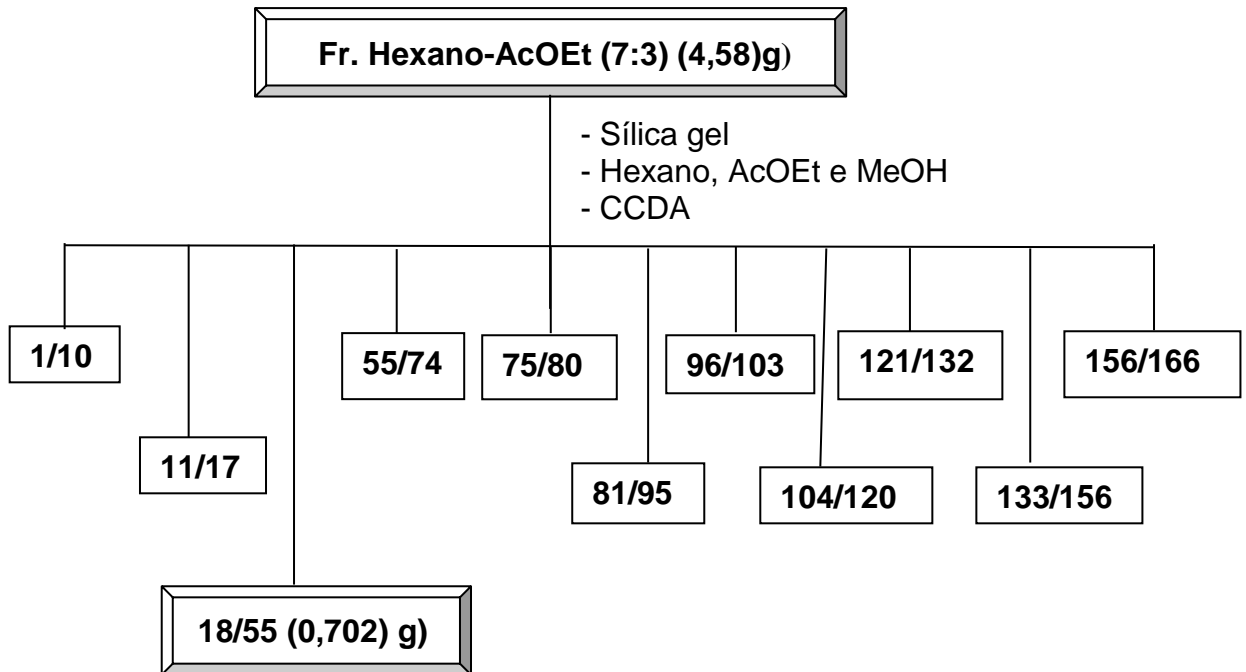 Fr. Hexano-AcOEt (7:3) (4,58)g)
- Sílica gel
- Hexano, AcOEt e MeOH
- CCDA
1/10
55/74
75/80
96/103
121/132
156/166
11/17
81/95
104/120
133/156
18/55 (0,702) g)